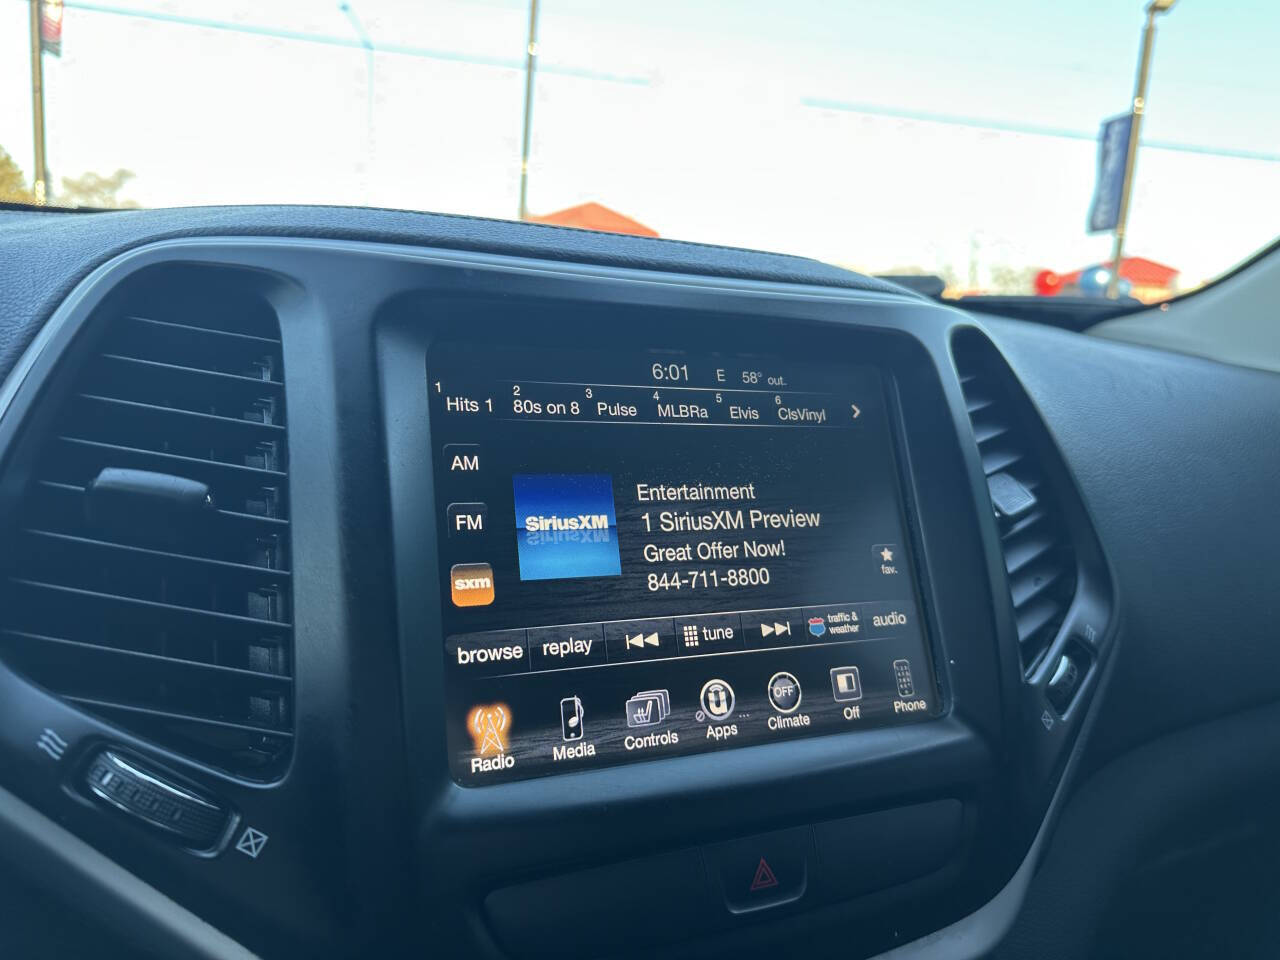 6:01 E 58° out.
1 Hits 1 2 80s on 8 3 Pulse 4 MLBRa 5 Elvis 6 ClsVinyl
AM
FM
sxm
SiriusXM
Entertainment
1 SiriusXM Preview
Great Offer Now!
844-711-8800
fav.
browse replay tune traffic & weather audio
Radio Media Controls Apps ... OFF Climate Off Phone